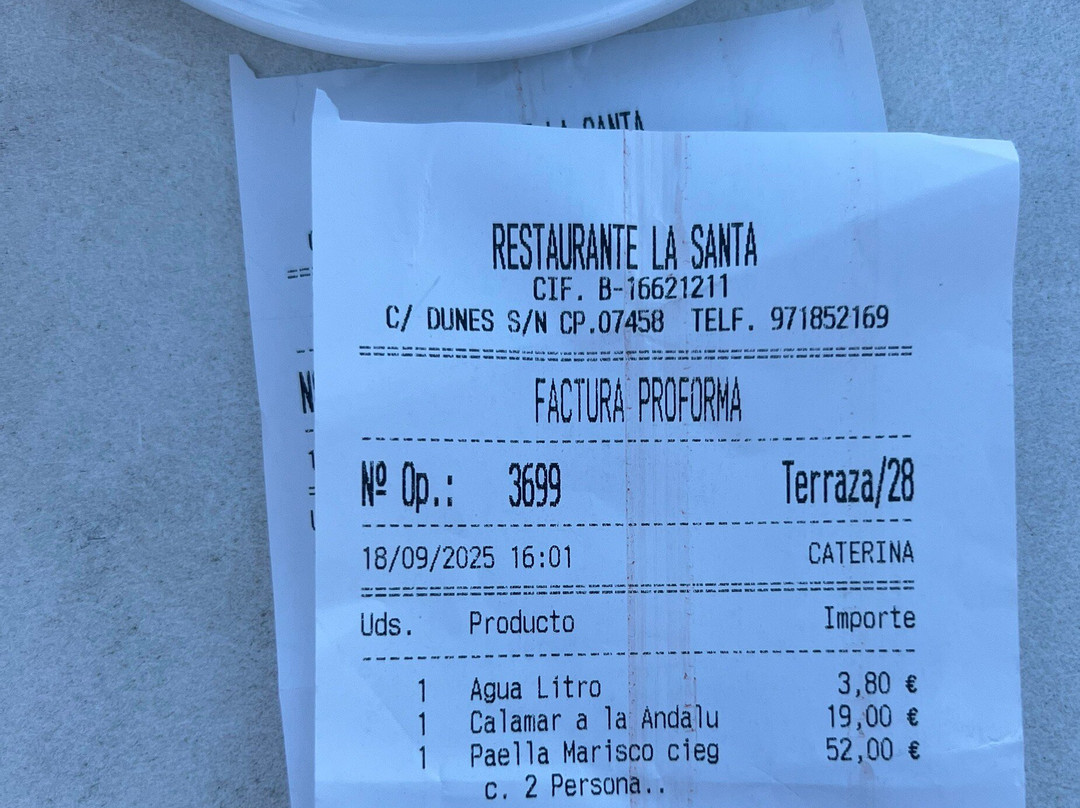 LA SANTA
RESTAURANTE LA SANTA
CIF. B-16621211
C/ DUNES S/N CP.07458 TELF. 971852169
FACTURA PROFORMA
Nº Op.: 3699 Terraza/28
18/09/2025 16:01 CATERINA
Uds. Producto Importe
1 Agua Litro 3,80 €
1 Calamar a la Andalu 19,00 €
1 Paella Marisco cieg 52,00 €
c. 2 Persona..